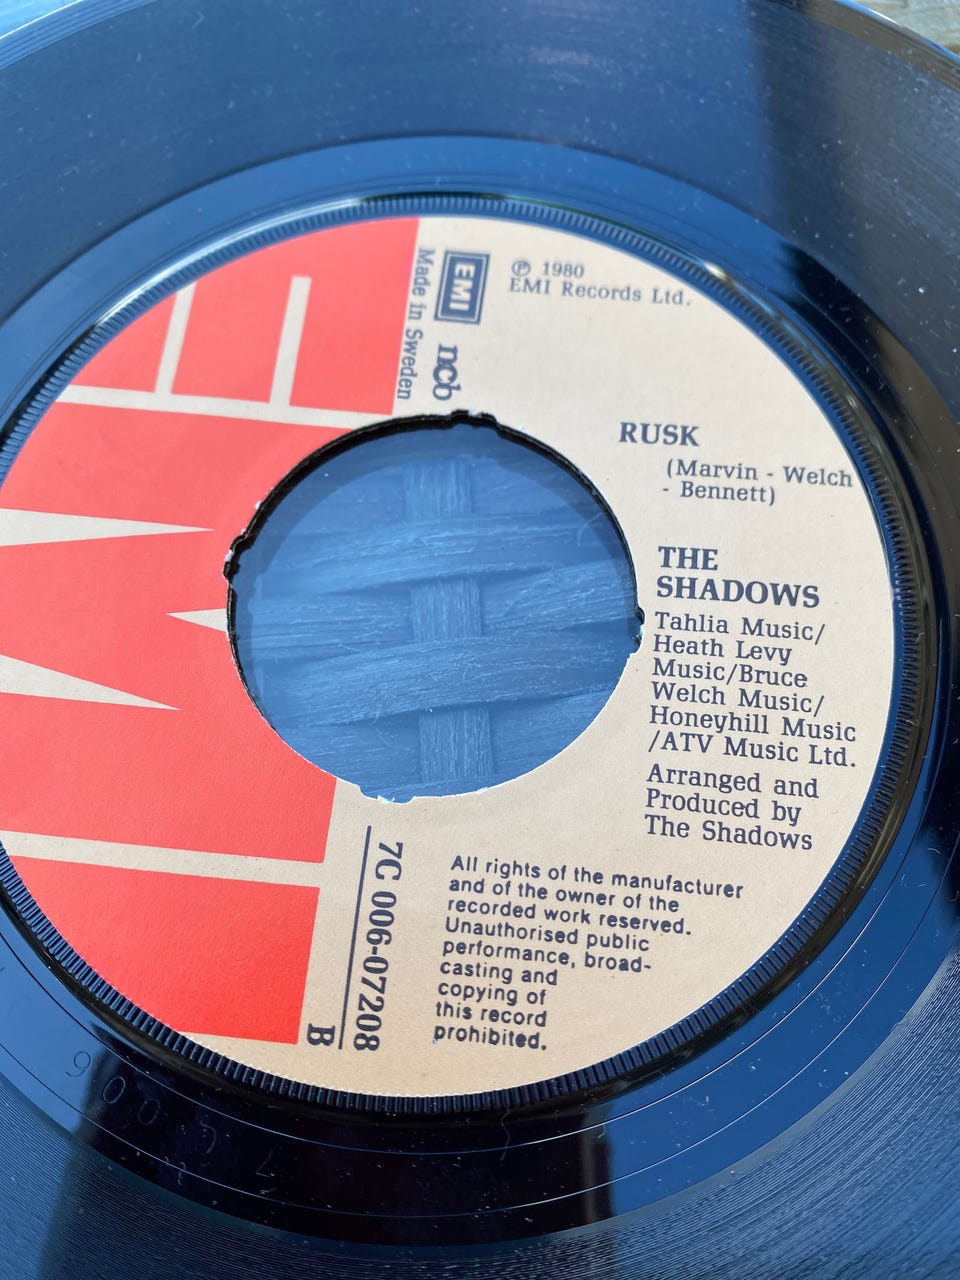 EMI
Made in Sweden
EMI
ncb
℗ 1980
EMI Records Ltd.
RUSK
(Marvin - Welch
- Bennett)
THE
SHADOWS
Tahlia Music/
Heath Levy
Music/Bruce
Welch Music/
Honeyhill Music
/ATV Music Ltd.
Arranged and
Produced by
The Shadows
7C 006-07208
B
All rights of the manufacturer
and of the owner of the
recorded work reserved.
Unauthorised public
performance, broad-
casting and
copying of
this record
prohibited.
7C 006